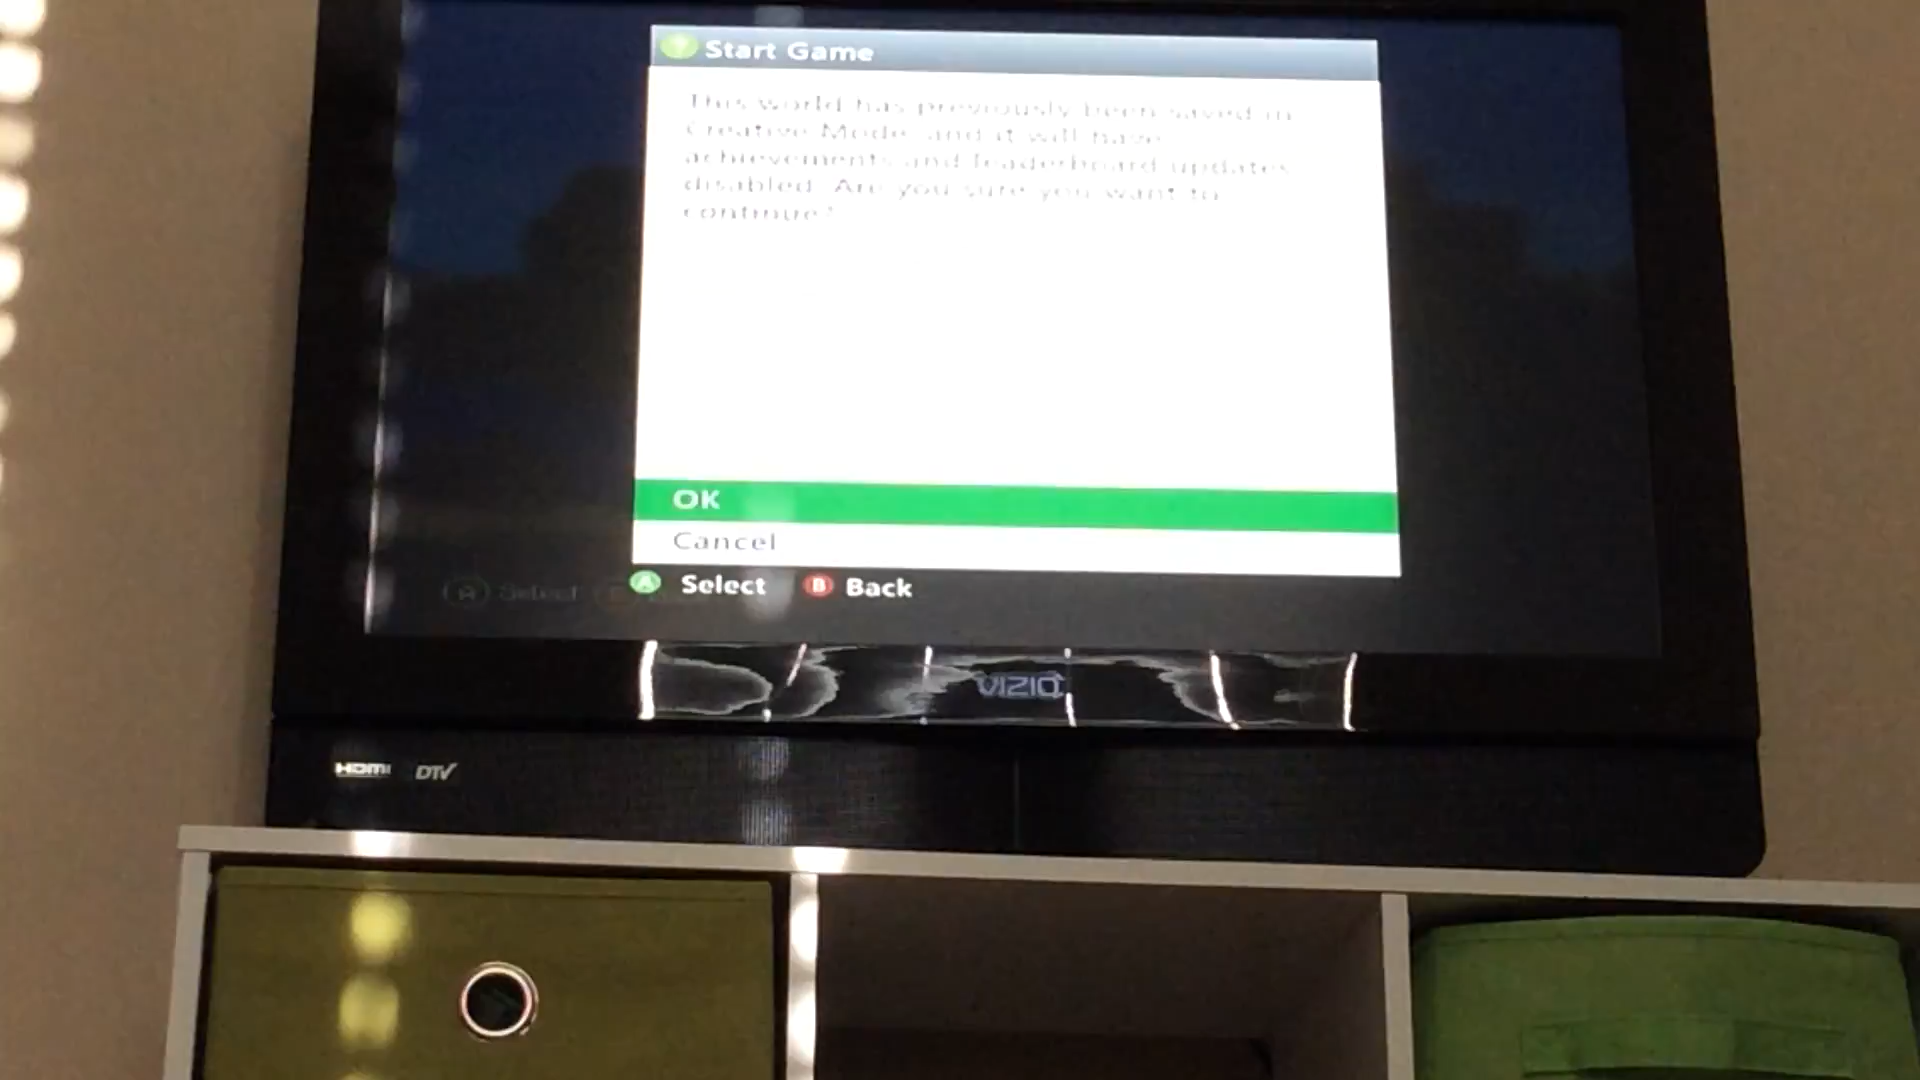 Start Game
This world has previously been saved in
Creative Mode, and it will have
achievements and leaderboard updates
disabled. Are you sure you want to
continue?
OK
Cancel
A Select B Back
A Select
VIZIO
HDMI DTV